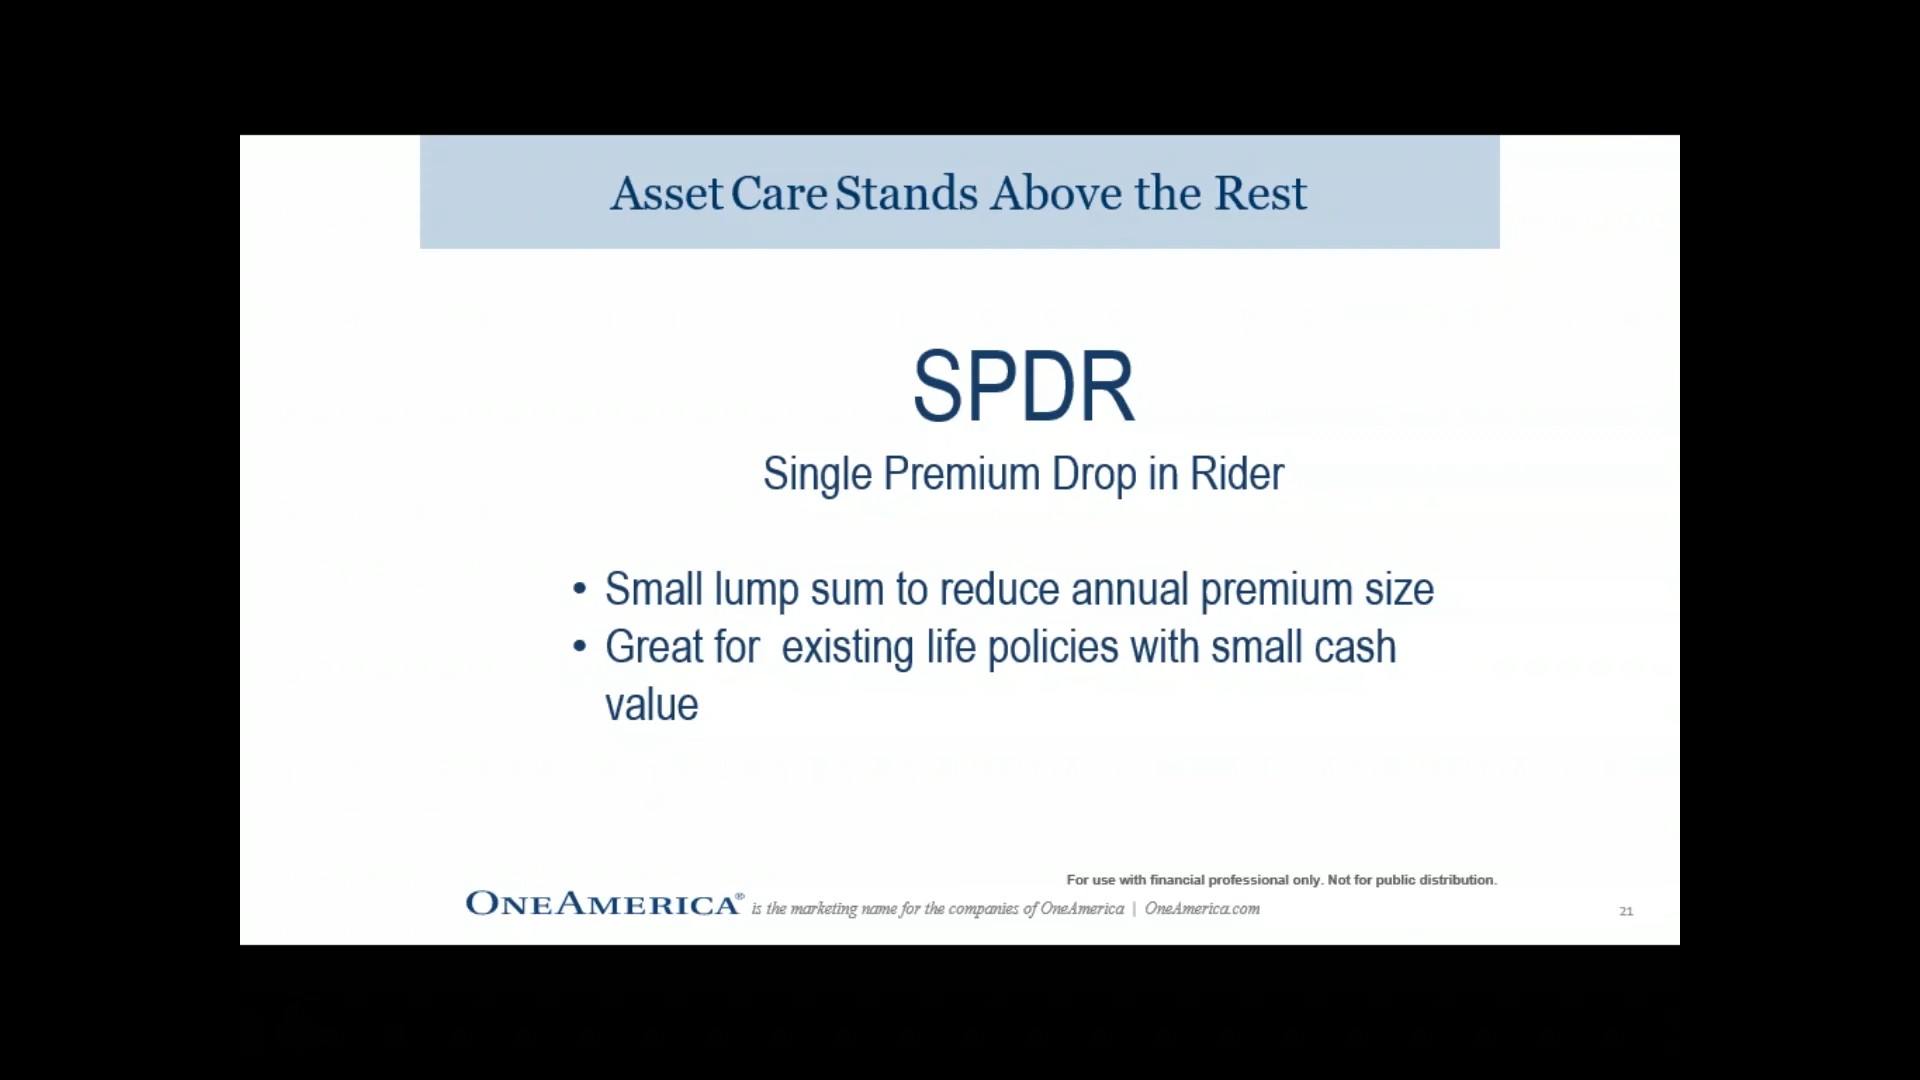 Asset Care Stands Above the Rest
SPDR
Single Premium Drop in Rider
• Small lump sum to reduce annual premium size
• Great for  existing life policies with small cash
value
For use with financial professional only. Not for public distribution.
ONEAMERICA® is the marketing name for the companies of OneAmerica | OneAmerica.com
21